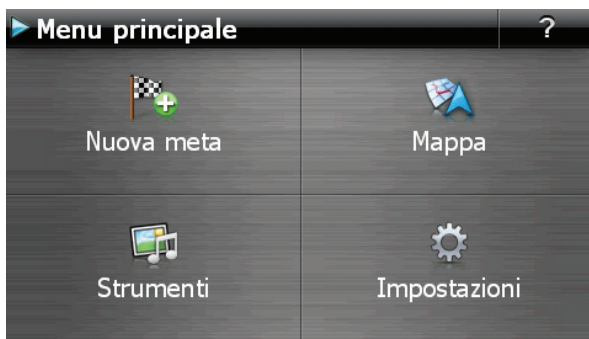 Menu principale ?
Nuova meta
Mappa
Strumenti
Impostazioni